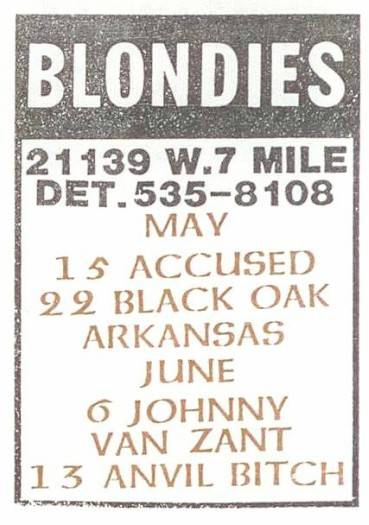 BLONDIES
21139 W.7 MILE
DET. 535-8108
MAY
15 ACCUSED
22 BLACK OAK
ARKANSAS
JUNE
6 JOHNNY
VAN ZANT
13 ANVIL BITCH